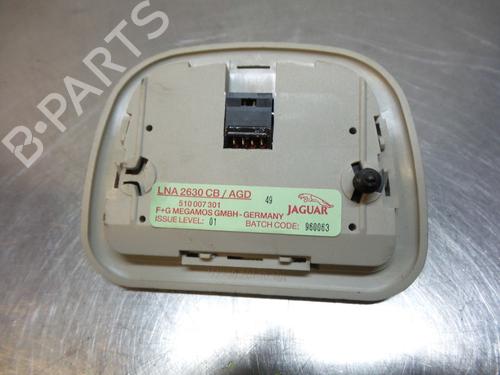 B-PARTS
LNA 2630 CB / AGD 49
510 007 301
F+G MEGAMOS GMBH - GERMANY JAGUAR
ISSUE LEVEL: 01 BATCH CODE: 960063